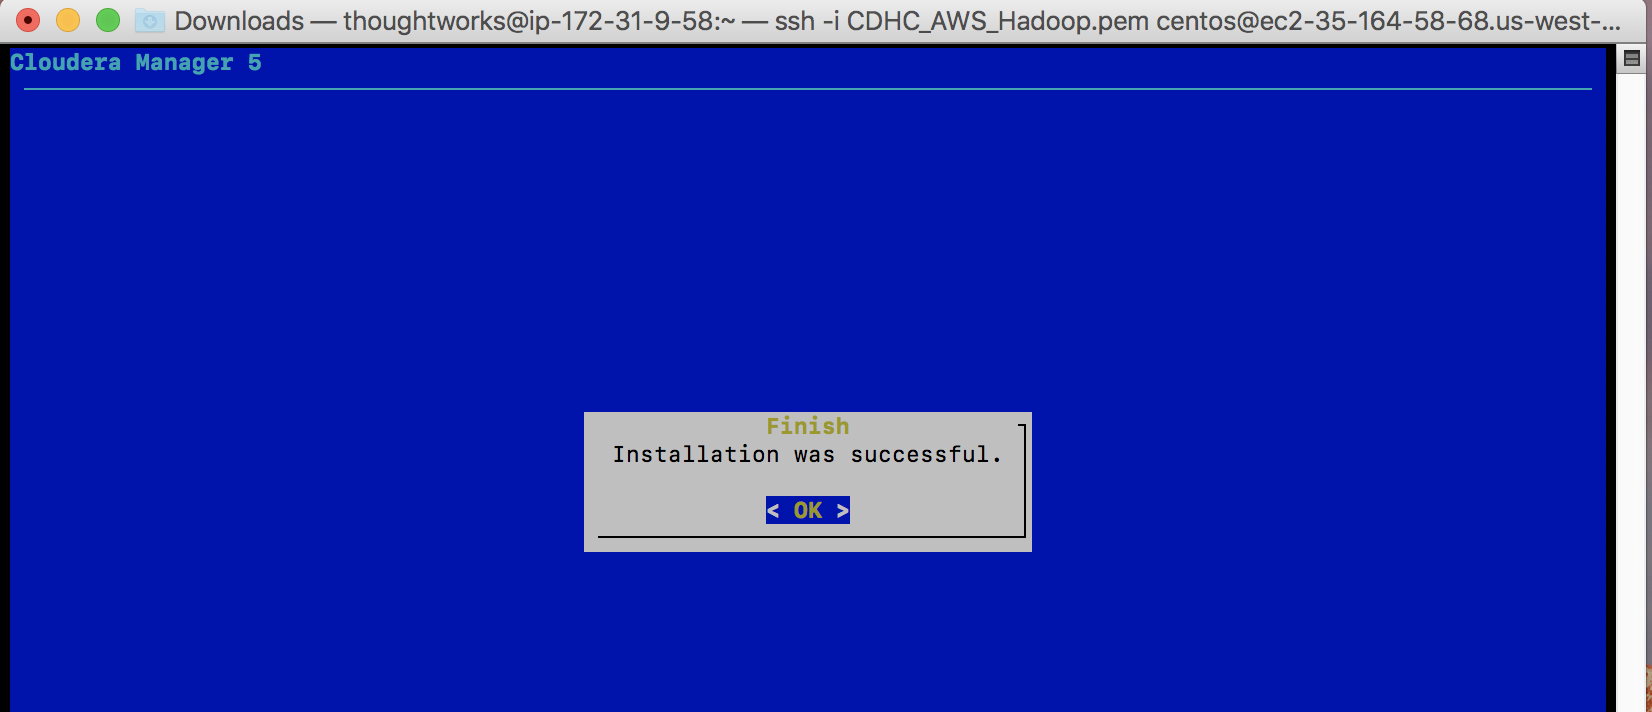 Downloads — thoughtworks@ip-172-31-9-58:~ — ssh -i CDHC_AWS_Hadoop.pem centos@ec2-35-164-58-68.us-west-...
Cloudera Manager 5
Finish
Installation was successful.
< OK >